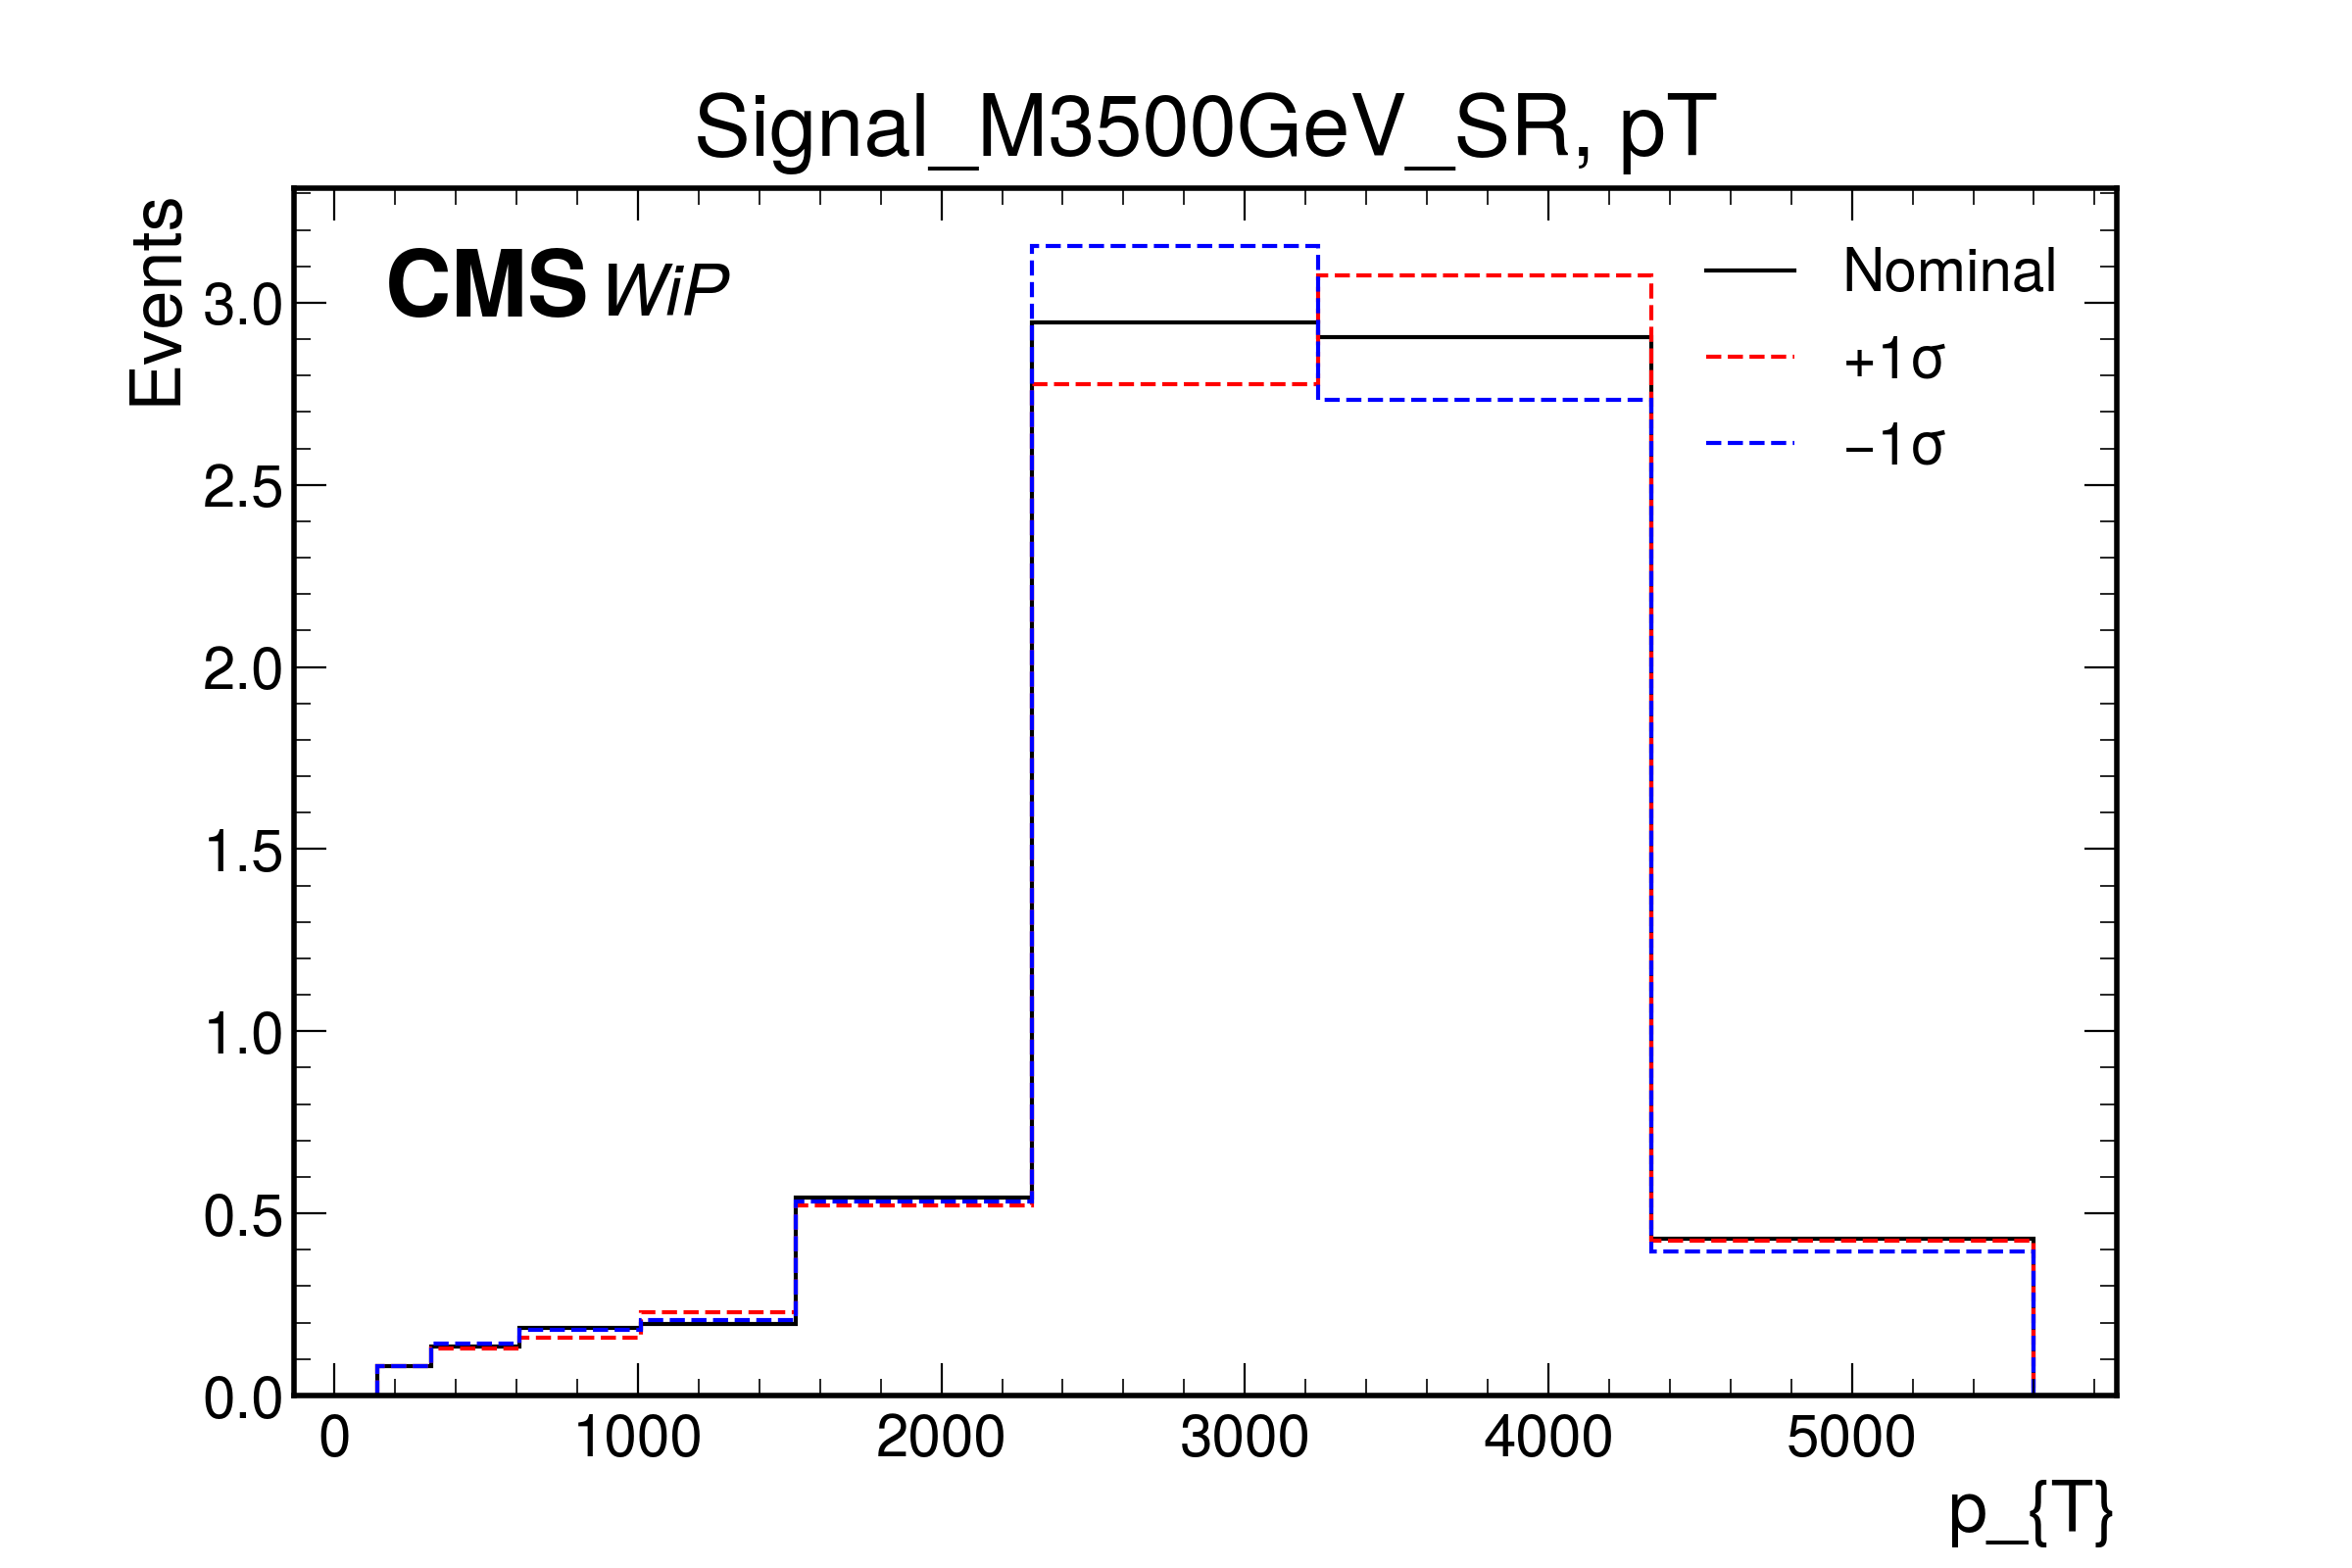 Signal_M3500GeV_SR, pT
Events
CMS WiP
Nominal
+1σ
−1σ
3.0
2.5
2.0
1.5
1.0
0.5
0.0
0 1000 2000 3000 4000 5000
p_{T}